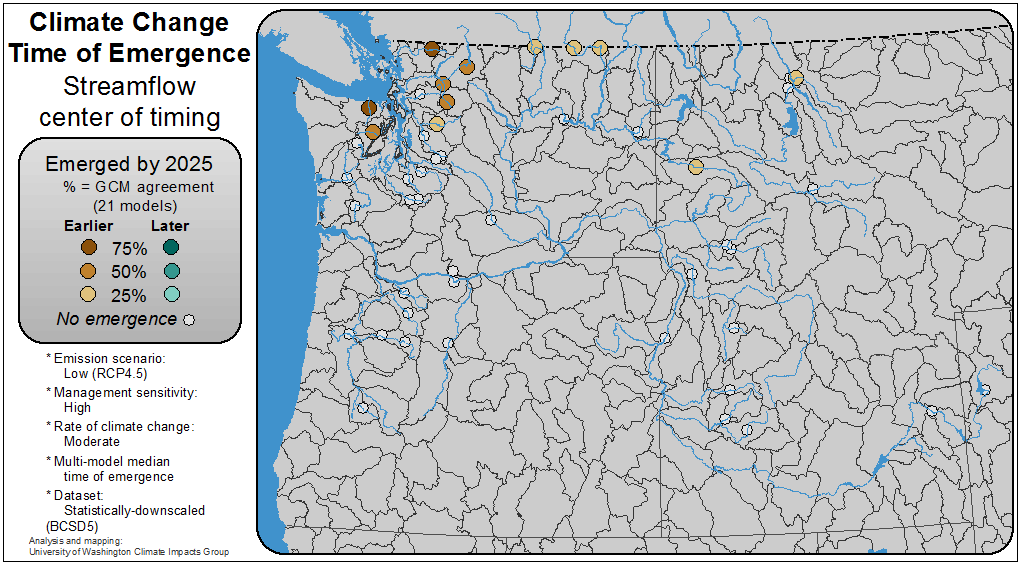 Climate Change
Time of Emergence
Streamflow
center of timing
Emerged by 2025
% = GCM agreement
(21 models)
Earlier Later
75%
50%
25%
No emergence
* Emission scenario:
Low (RCP4.5)
* Management sensitivity:
High
* Rate of climate change:
Moderate
* Multi-model median
time of emergence
* Dataset:
Statistically-downscaled
(BCSD5)
Analysis and mapping:
University of Washington Climate Impacts Group